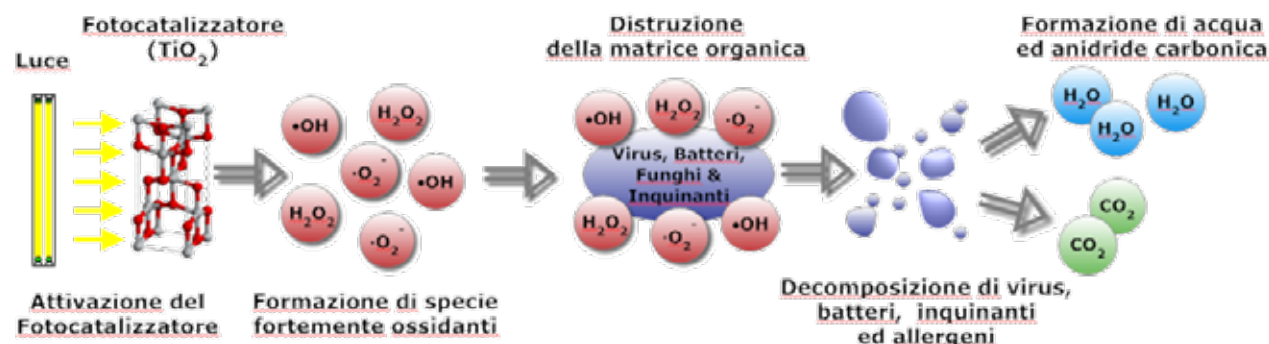 Luce
Fotocatalizzatore
(TiO₂)
Attivazione del
Fotocatalizzatore
•OH
H₂O₂
·O₂⁻
•OH
H₂O₂
·O₂⁻
Formazione di specie
fortemente ossidanti
Distruzione
della matrice organica
•OH
H₂O₂
·O₂⁻
Virus, Batteri,
Funghi &
Inquinanti
H₂O₂
·O₂⁻
•OH
Decomposizione di virus,
batteri, inquinanti
ed allergeni
Formazione di acqua
ed anidride carbonica
H₂O
H₂O
H₂O
CO₂
CO₂